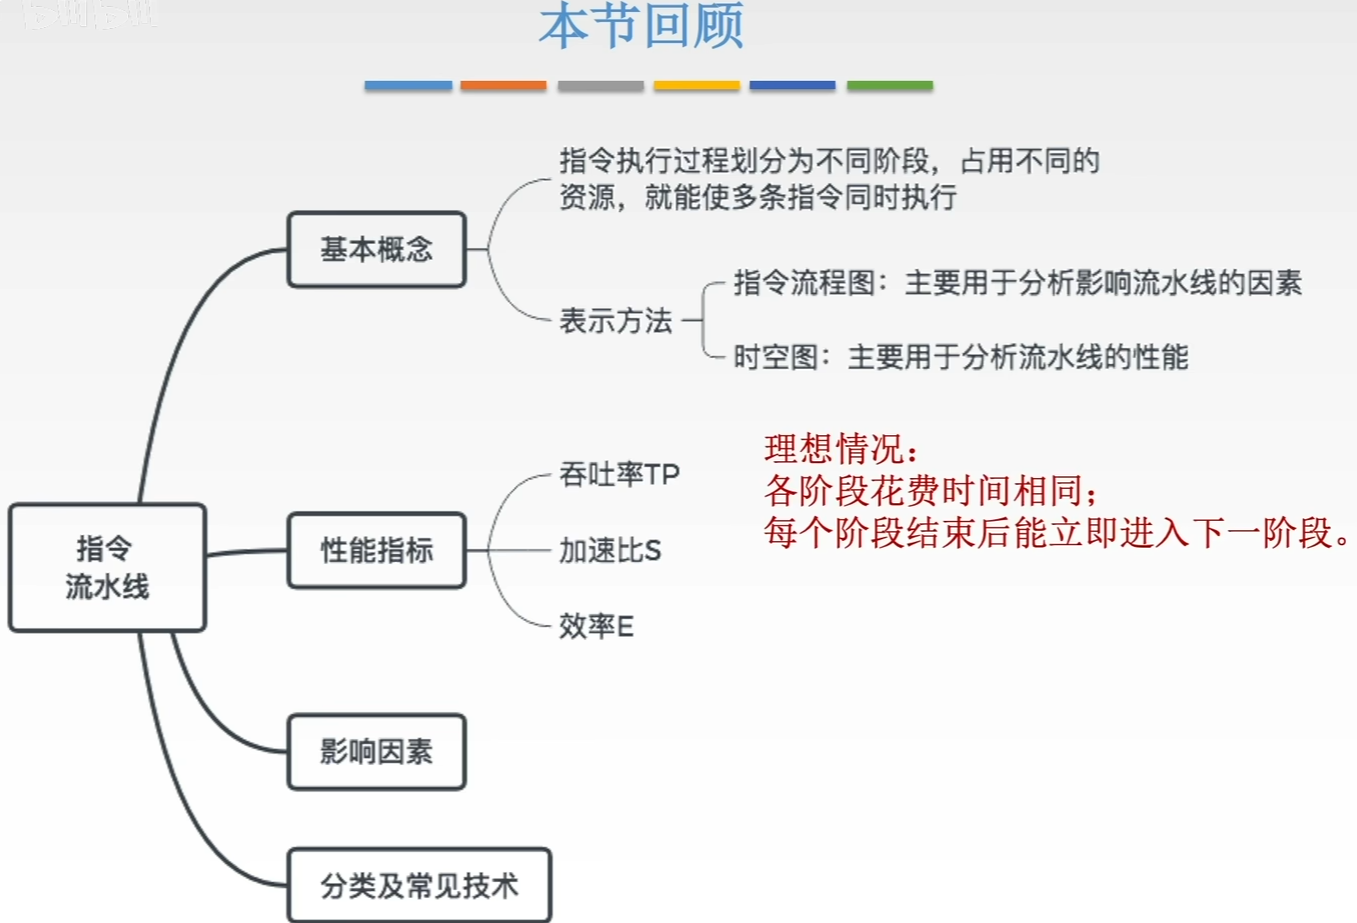 本节回顾
指令执行过程划分为不同阶段，占用不同的
资源，就能使多条指令同时执行
基本概念
表示方法
指令流程图：主要用于分析影响流水线的因素
时空图：主要用于分析流水线的性能
理想情况：
各阶段花费时间相同；
每个阶段结束后能立即进入下一阶段。
吞吐率TP
指令
流水线
性能指标
加速比S
效率E
影响因素
分类及常见技术